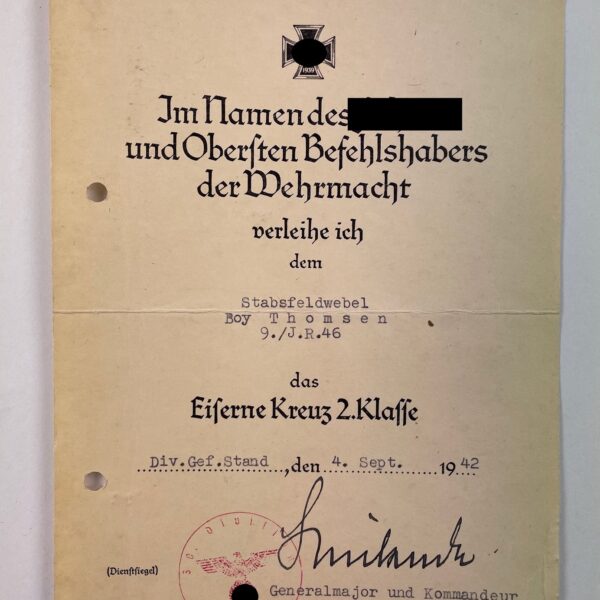 1939
Im Namen des
und Obersten Befehlshabers
der Wehrmacht
verleihe ich
dem
Stabsfeldwebel
Boy Thomsen
9./J.R.46
das
Eiserne Kreuz 2.Klasse
Div.Gef.Stand , den 4. Sept. 1942
(Dienstsiegel)
Generalmajor und Kommandeur